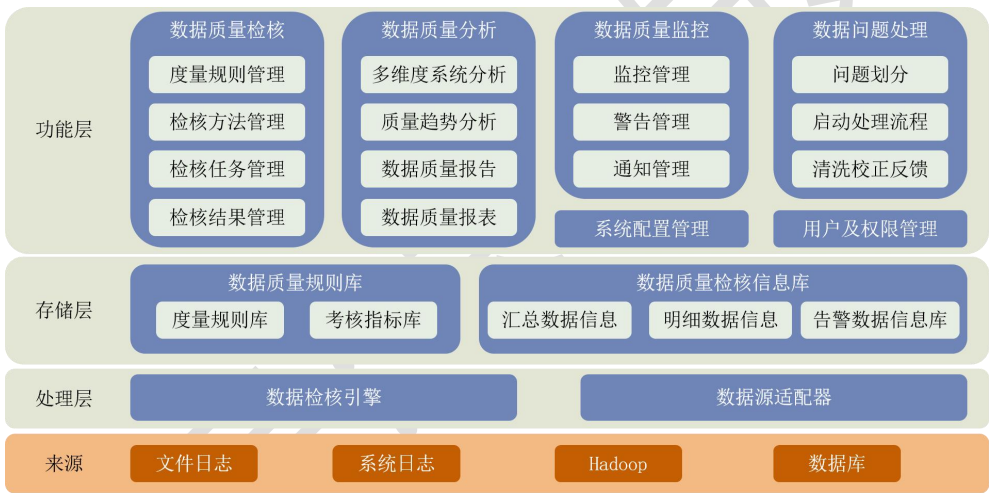 功能层
数据质量检核
度量规则管理
检核方法管理
检核任务管理
检核结果管理
数据质量分析
多维度系统分析
质量趋势分析
数据质量报告
数据质量报表
数据质量监控
监控管理
警告管理
通知管理
系统配置管理
数据问题处理
问题划分
启动处理流程
清洗校正反馈
用户及权限管理
存储层
数据质量规则库
度量规则库
考核指标库
数据质量检核信息库
汇总数据信息
明细数据信息
告警数据信息库
处理层
数据检核引擎
数据源适配器
来源
文件日志
系统日志
Hadoop
数据库